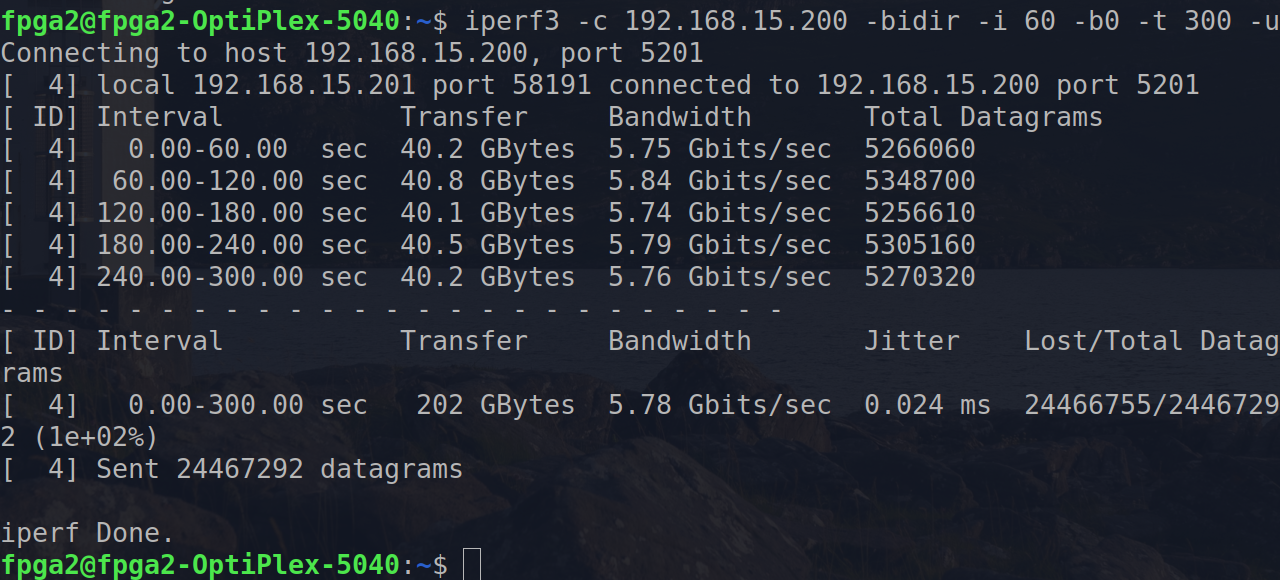 fpga2@fpga2-OptiPlex-5040:~$ iperf3 -c 192.168.15.200 -bidir -i 60 -b0 -t 300 -u
Connecting to host 192.168.15.200, port 5201
[  4] local 192.168.15.201 port 58191 connected to 192.168.15.200 port 5201
[ ID] Interval           Transfer     Bandwidth       Total Datagrams
[  4]   0.00-60.00  sec  40.2 GBytes  5.75 Gbits/sec  5266060
[  4]  60.00-120.00 sec  40.8 GBytes  5.84 Gbits/sec  5348700
[  4] 120.00-180.00 sec  40.1 GBytes  5.74 Gbits/sec  5256610
[  4] 180.00-240.00 sec  40.5 GBytes  5.79 Gbits/sec  5305160
[  4] 240.00-300.00 sec  40.2 GBytes  5.76 Gbits/sec  5270320
- - - - - - - - - - - - - - - - - - - - - - - - -
[ ID] Interval           Transfer     Bandwidth       Jitter    Lost/Total Datag
rams
[  4]   0.00-300.00 sec   202 GBytes  5.78 Gbits/sec  0.024 ms  24466755/2446729
2 (1e+02%)
[  4] Sent 24467292 datagrams
iperf Done.
fpga2@fpga2-OptiPlex-5040:~$